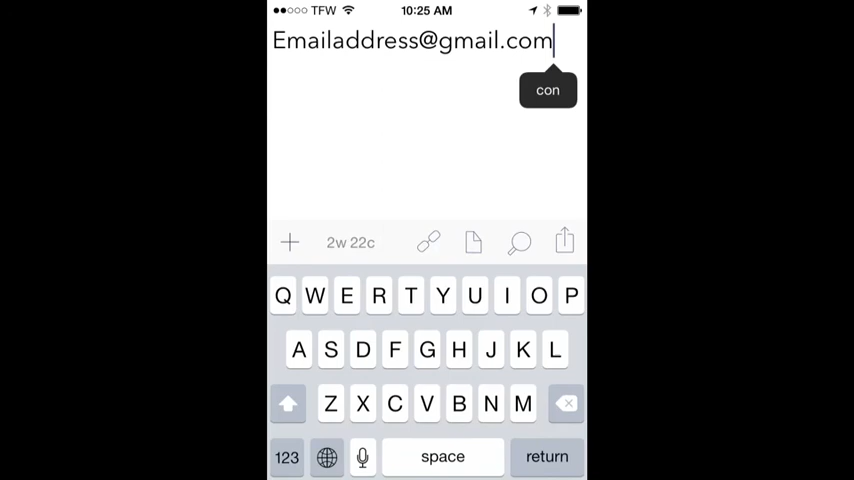 TFW 10:25 AM
Emailaddress@gmail.com
con
2w 22c
Q W E R T Y U I O P
A S D F G H J K L
Z X C V B N M
123 space return